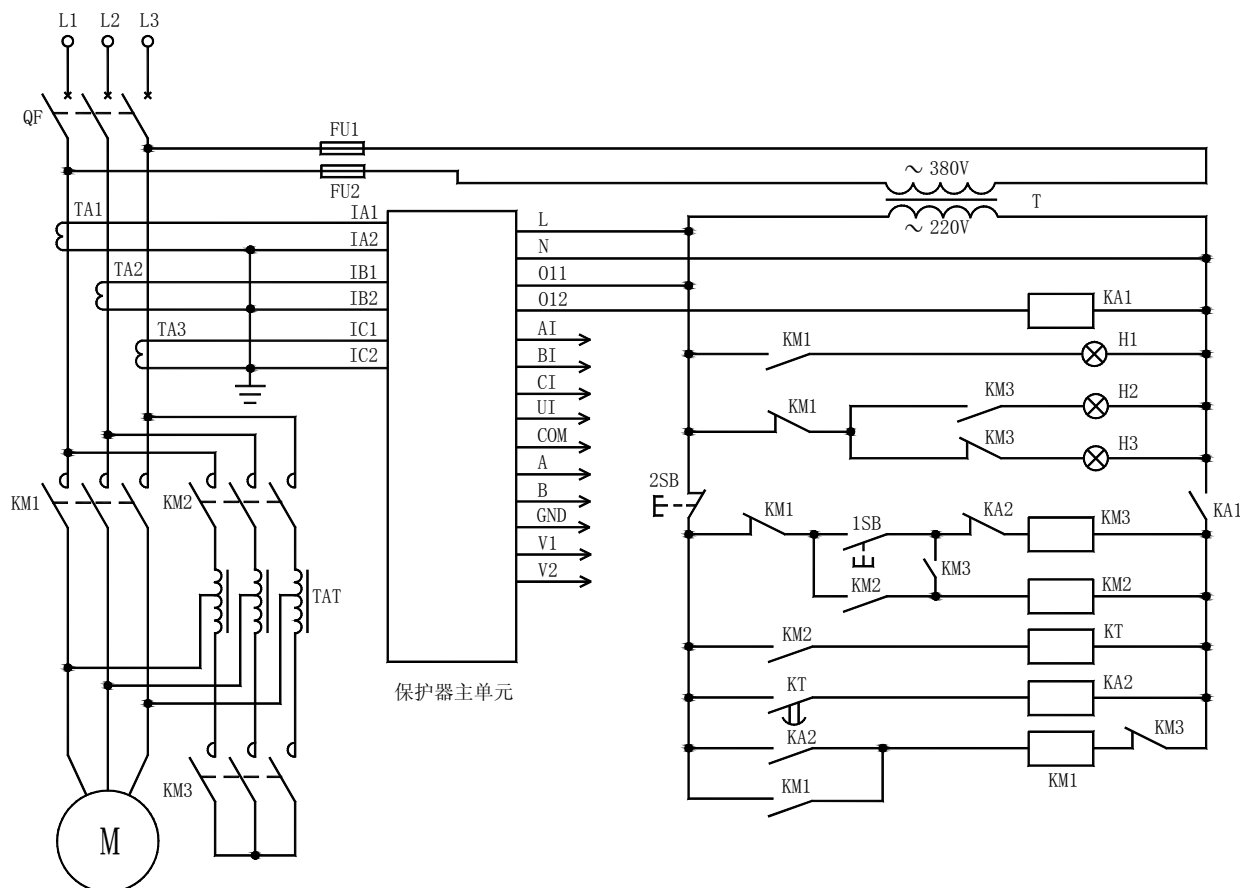 L1 L2 L3
QF
FU1
FU2
～380V
T
～220V
TA1
IA1
IA2
TA2
IB1
IB2
TA3
IC1
IC2
L
N
O11
O12
AI
BI
CI
UI
COM
A
B
GND
V1
V2
保护器主单元
KA1
KM1
H1
KM1
KM3
H2
KM3
H3
2SB
KA1
KM1
1SB
KA2
KM3
KM3
KM2
KM2
KM2
KT
KT
KA2
KA2
KM1
KM3
KM1
KM1
KM2
TAT
KM3
M